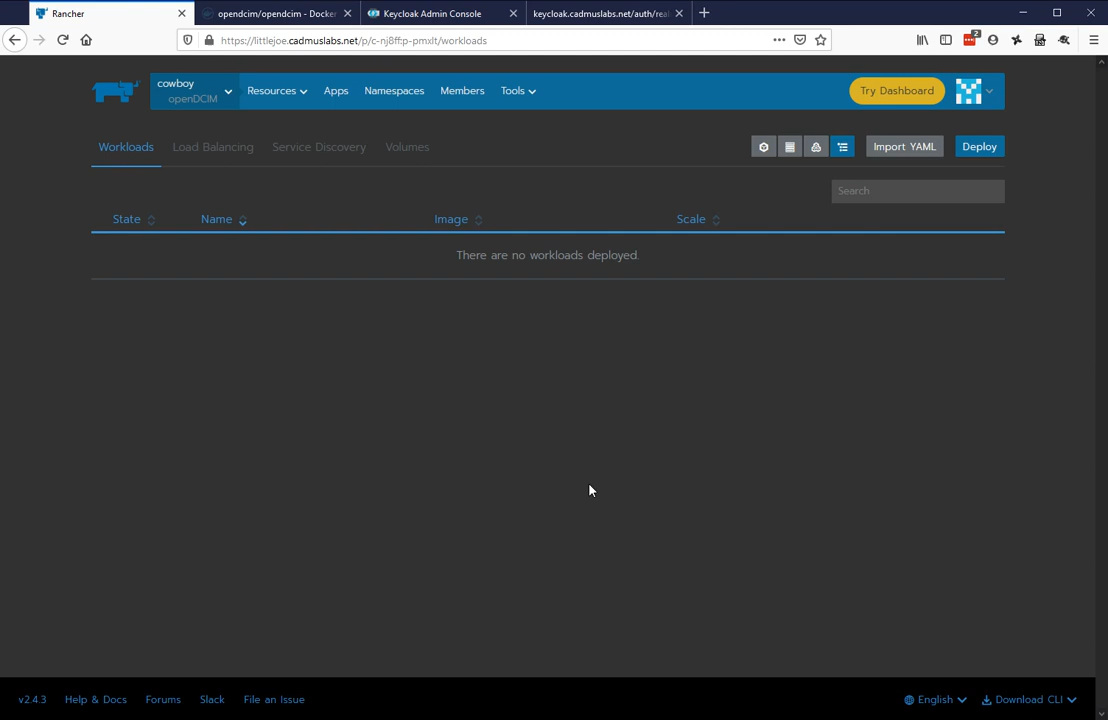 Rancher
opendcim/opendcim - Docker
Keycloak Admin Console
keycloak.cadmuslabs.net/auth/real
https://littlejoe.cadmuslabs.net/p/c-nj8ff:p-pmxlt/workloads
2
cowboy
openDCIM
Resources
Apps
Namespaces
Members
Tools
Try Dashboard
Workloads
Load Balancing
Service Discovery
Volumes
Import YAML
Deploy
Search
State
Name
Image
Scale
There are no workloads deployed.
v2.4.3
Help & Docs
Forums
Slack
File an Issue
English
Download CLI